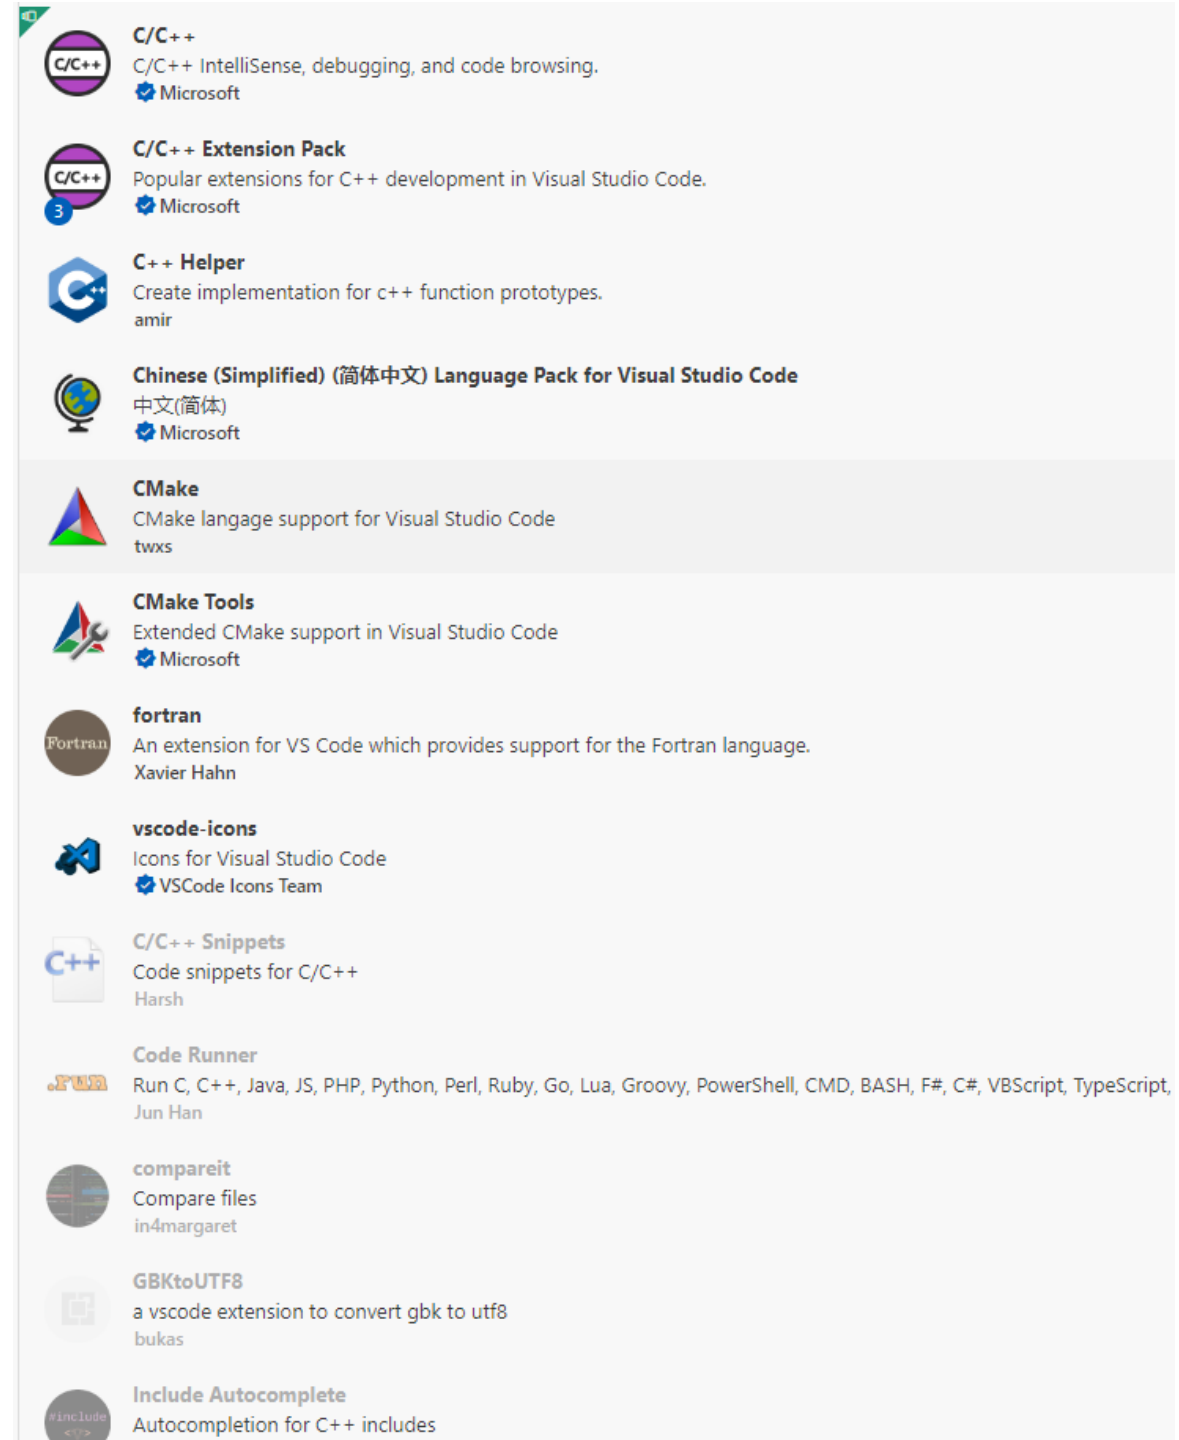 C/C++
C/C++
C/C++ IntelliSense, debugging, and code browsing.
Microsoft
C/C++
3
C/C++ Extension Pack
Popular extensions for C++ development in Visual Studio Code.
Microsoft
C++
C++ Helper
Create implementation for c++ function prototypes.
amir
Chinese (Simplified) (简体中文) Language Pack for Visual Studio Code
中文(简体)
Microsoft
CMake
CMake langage support for Visual Studio Code
twxs
CMake Tools
Extended CMake support in Visual Studio Code
Microsoft
Fortran
fortran
An extension for VS Code which provides support for the Fortran language.
Xavier Hahn
vscode-icons
Icons for Visual Studio Code
VSCode Icons Team
C++
C/C++ Snippets
Code snippets for C/C++
Harsh
.run
Code Runner
Run C, C++, Java, JS, PHP, Python, Perl, Ruby, Go, Lua, Groovy, PowerShell, CMD, BASH, F#, C#, VBScript, TypeScript,
Jun Han
compareit
Compare files
in4margaret
GBKtoUTF8
a vscode extension to convert gbk to utf8
bukas
#include
Include Autocomplete
Autocompletion for C++ includes